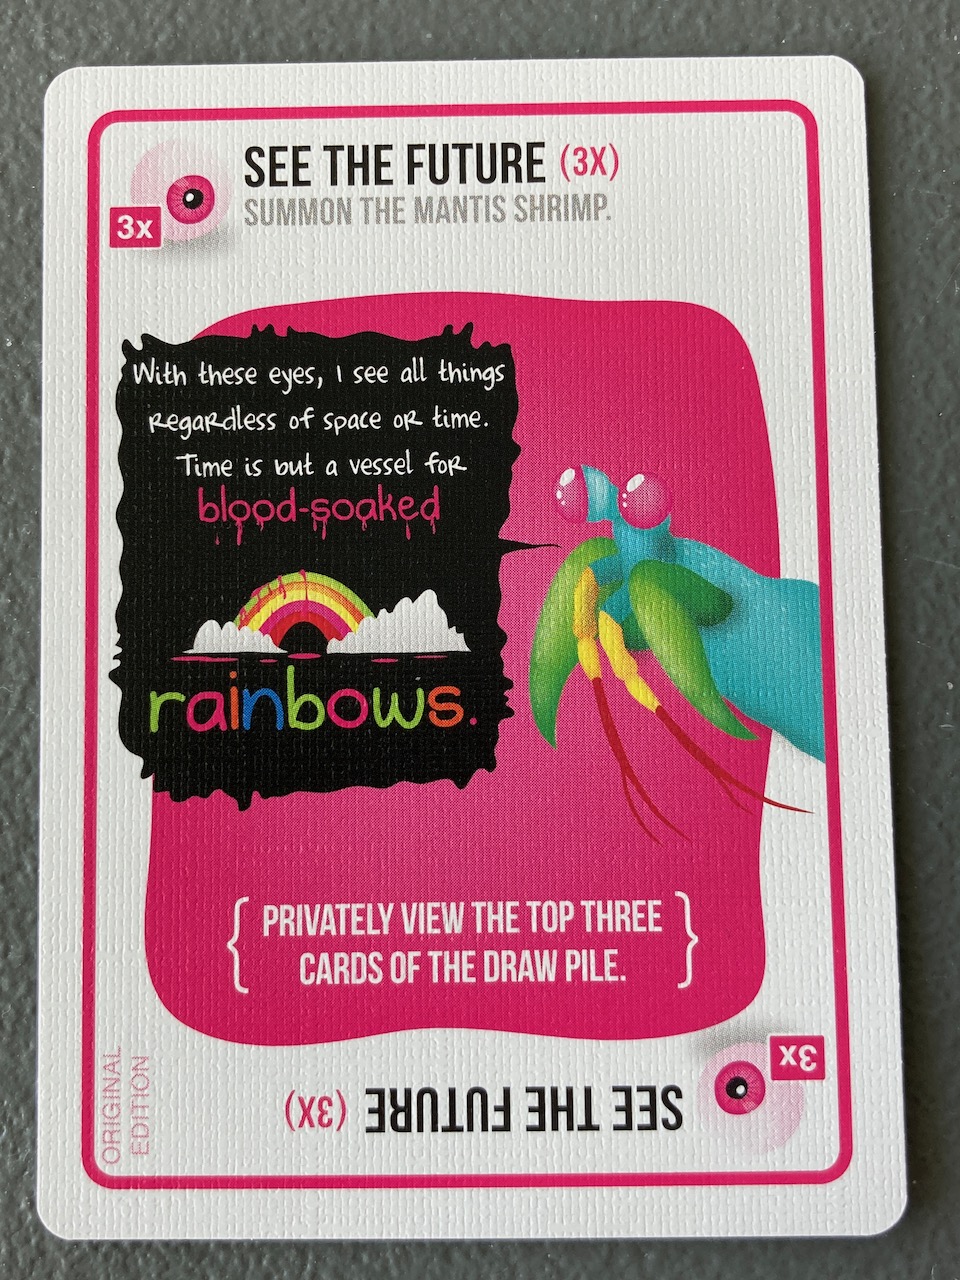 SEE THE FUTURE (3X)
SUMMON THE MANTIS SHRIMP.
3x
With these eyes, I see all things
regardless of space or time.
Time is but a vessel for
blood-soaked
rainbows.
{ PRIVATELY VIEW THE TOP THREE
CARDS OF THE DRAW PILE. }
ORIGINAL
EDITION
3x
SEE THE FUTURE (3X)